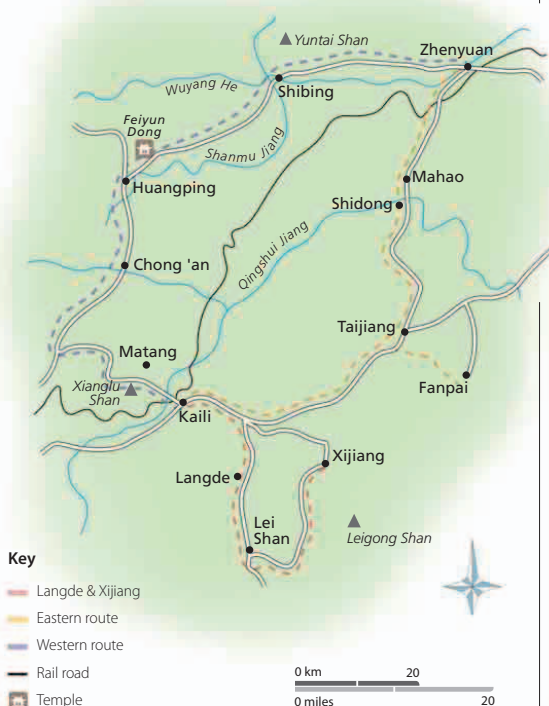 Yuntai Shan
Zhenyuan
Wuyang He
Shibing
Feiyun
Dong
Shanmu Jiang
Huangping
Mahao
Shidong
Qingshui Jiang
Chong 'an
Taijiang
Matang
Xianglu
Shan
Fanpai
Kaili
Xijiang
Langde
Lei
Shan
Leigong Shan
Key
Langde & Xijiang
Eastern route
Western route
Rail road
Temple
0 km 20
0 miles 20